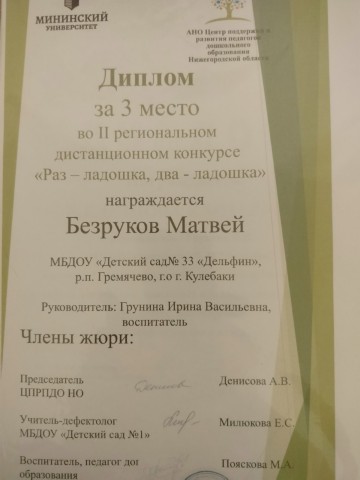 МИНИНСКИЙ
УНИВЕРСИТЕТ
АНО Центр поддержки и
развития педагогов
дошкольного
образования
Нижегородской области
Диплом
за 3 место
во II региональном
дистанционном конкурсе
«Раз – ладошка, два - ладошка»
награждается
Безруков Матвей
МБДОУ «Детский сад№ 33 «Дельфин»,
р.п. Гремячево, г.о г. Кулебаки
Руководитель: Грунина Ирина Васильевна,
воспитатель
Члены жюри:
Председатель
ЦПРПДО НО
Денисова А.В.
Учитель-дефектолог
МБДОУ «Детский сад №1»
Милюкова Е.С.
Воспитатель, педагог доп
образования
Пояскова М.А.